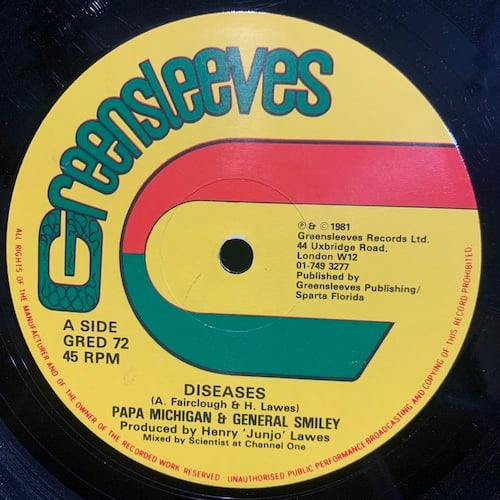 Greensleeves
℗ & © 1981
Greensleeves Records Ltd.
44 Uxbridge Road,
London W12
01-749 3277
Published by
Greensleeves Publishing/
Sparta Florida
A SIDE
GRED 72
45 RPM
DISEASES
(A. Fairclough & H. Lawes)
PAPA MICHIGAN & GENERAL SMILEY
Produced by Henry 'Junjo' Lawes
Mixed by Scientist at Channel One
ALL RIGHTS OF THE MANUFACTURER AND OF THE OWNER OF THE RECORDED WORK RESERVED · UNAUTHORISED PUBLIC PERFORMANCE BROADCASTING AND COPYING OF THIS RECORD PROHIBITED.